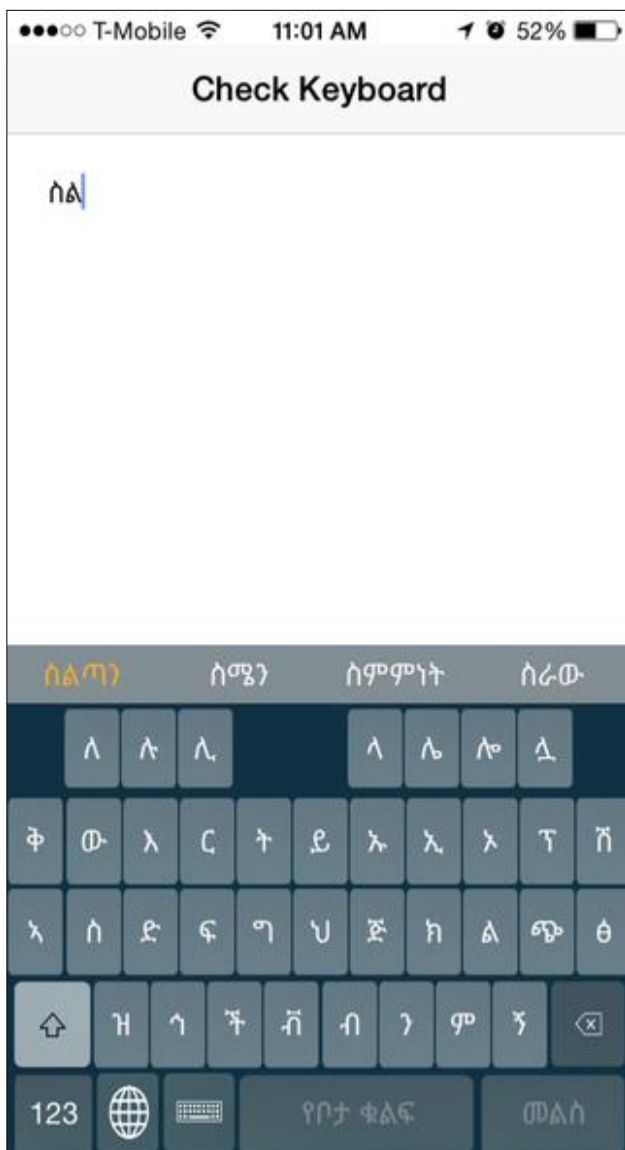 T-Mobile 11:01 AM 52%
Check Keyboard
ስል
ስልጣን ስሜን ስምምነት ስራው
ለ ሉ ሊ ላ ሌ ሎ ሏ
ቅ ው እ ር ት ይ ኡ ኢ ኦ ፕ ሽ
ኣ ስ ድ ፍ ግ ህ ጅ ክ ል ጭ ፅ
ዝ ኅ ች ቭ ብ ን ም ኝ
123 የቦታ ቁልፍ መልስ